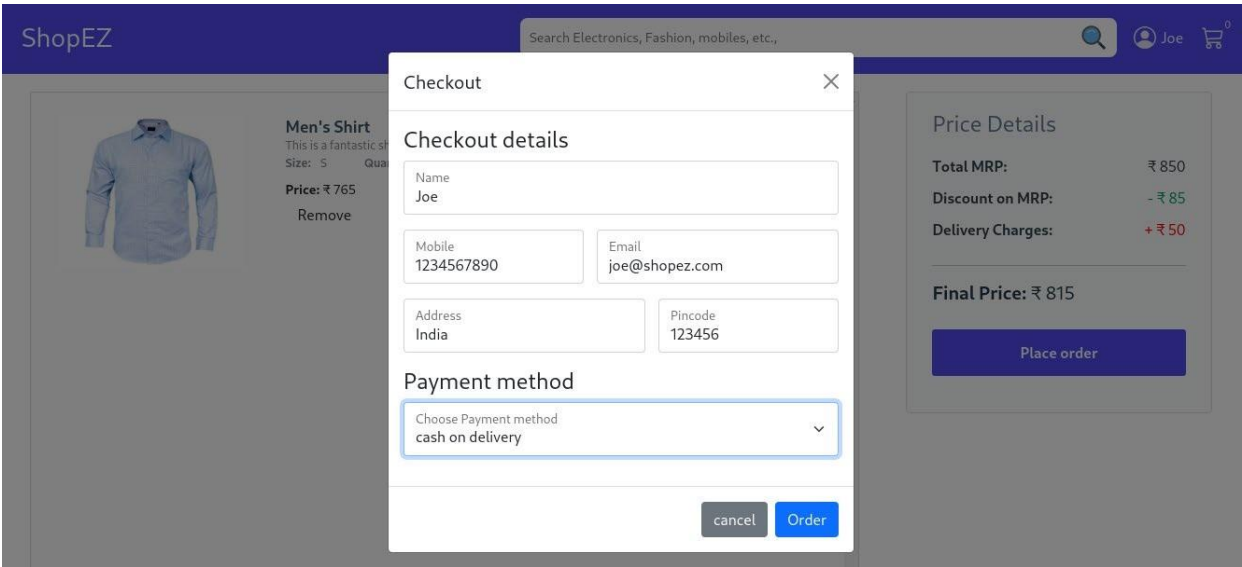 ShopEZ
Search Electronics, Fashion, mobiles, etc.,
Joe
0
Checkout
Checkout details
Name
Joe
Mobile
1234567890
Email
joe@shopez.com
Address
India
Pincode
123456
Payment method
Choose Payment method
cash on delivery
cancel
Order
Men's Shirt
This is a fantastic
Size: S
Price: ₹ 765
Remove
Price Details
Total MRP: ₹ 850
Discount on MRP: - ₹ 85
Delivery Charges: + ₹ 50
Final Price: ₹ 815
Place order